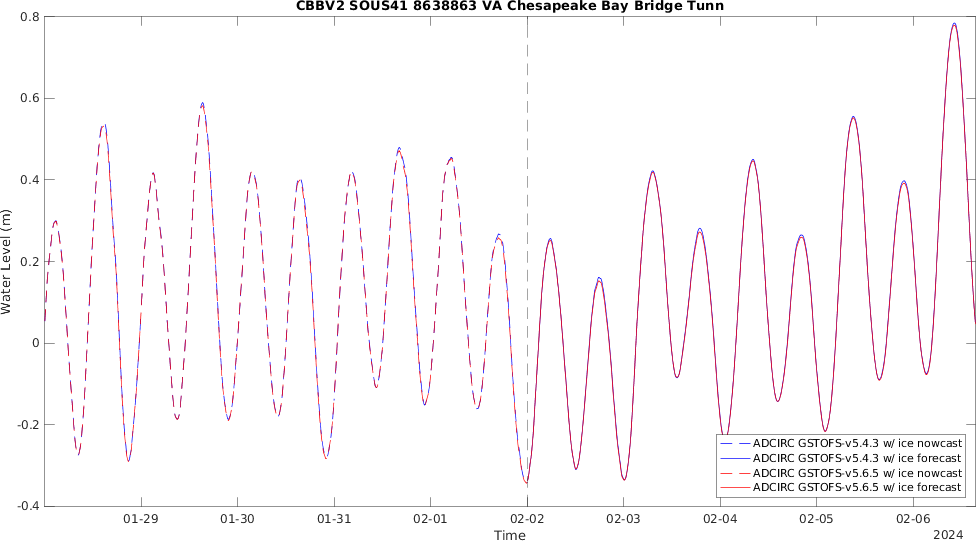 CBBV2 SOUS41 8638863 VA Chesapeake Bay Bridge Tunn
0.8
0.6
0.4
0.2
0
-0.2
-0.4
Water Level (m)
ADCIRC GSTOFS-v5.4.3 w/ ice nowcast
ADCIRC GSTOFS-v5.4.3 w/ ice forecast
ADCIRC GSTOFS-v5.6.5 w/ ice nowcast
ADCIRC GSTOFS-v5.6.5 w/ ice forecast
01-29 01-30 01-31 02-01 02-02 02-03 02-04 02-05 02-06
Time
2024